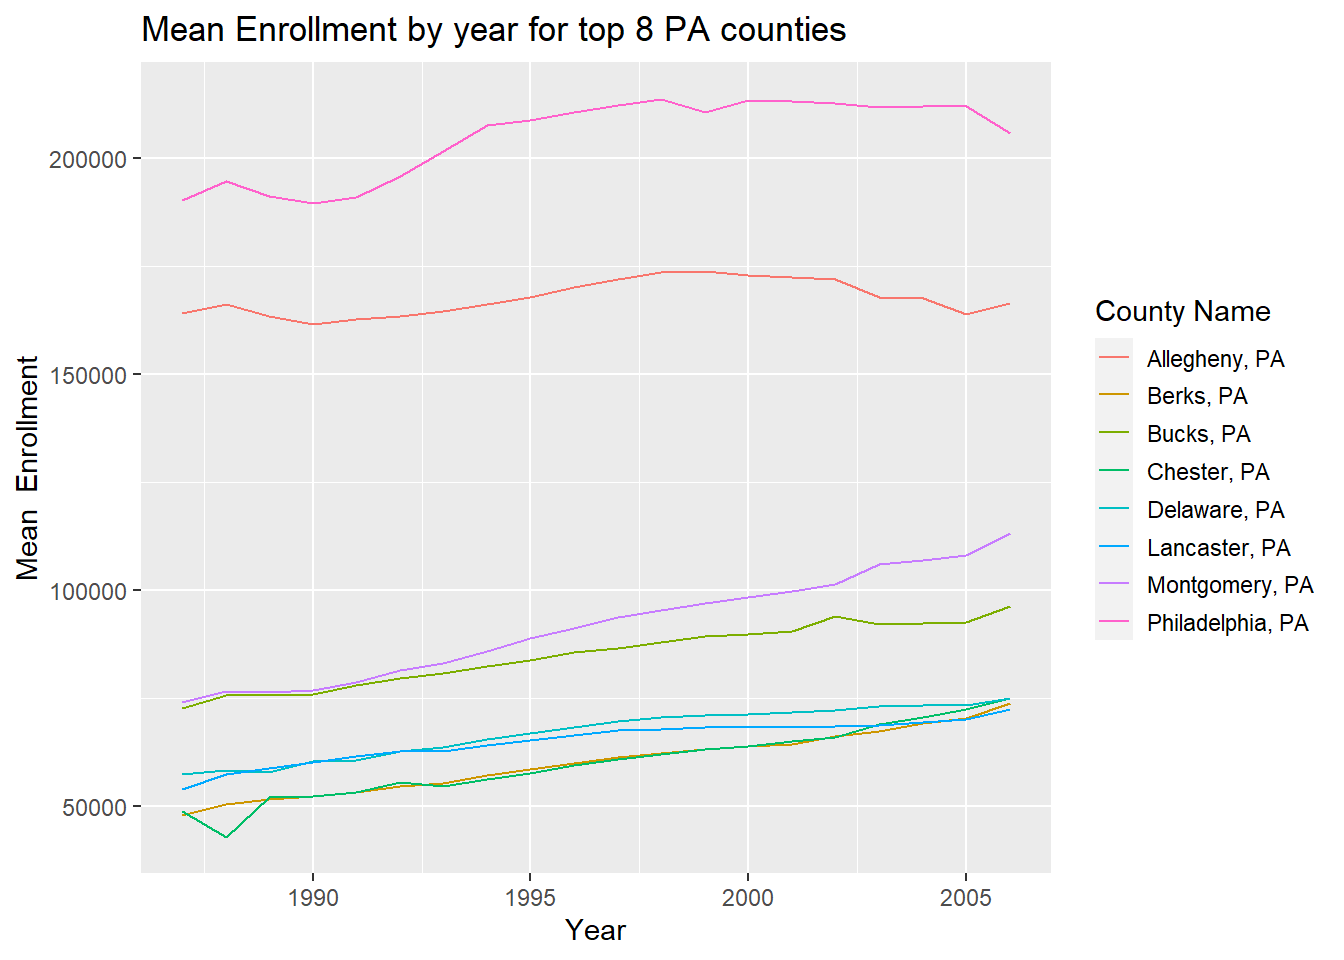 Mean Enrollment by year for top 8 PA counties
Mean  Enrollment
200000
150000
100000
50000
1990
1995
2000
2005
Year
County Name
Allegheny, PA
Berks, PA
Bucks, PA
Chester, PA
Delaware, PA
Lancaster, PA
Montgomery, PA
Philadelphia, PA